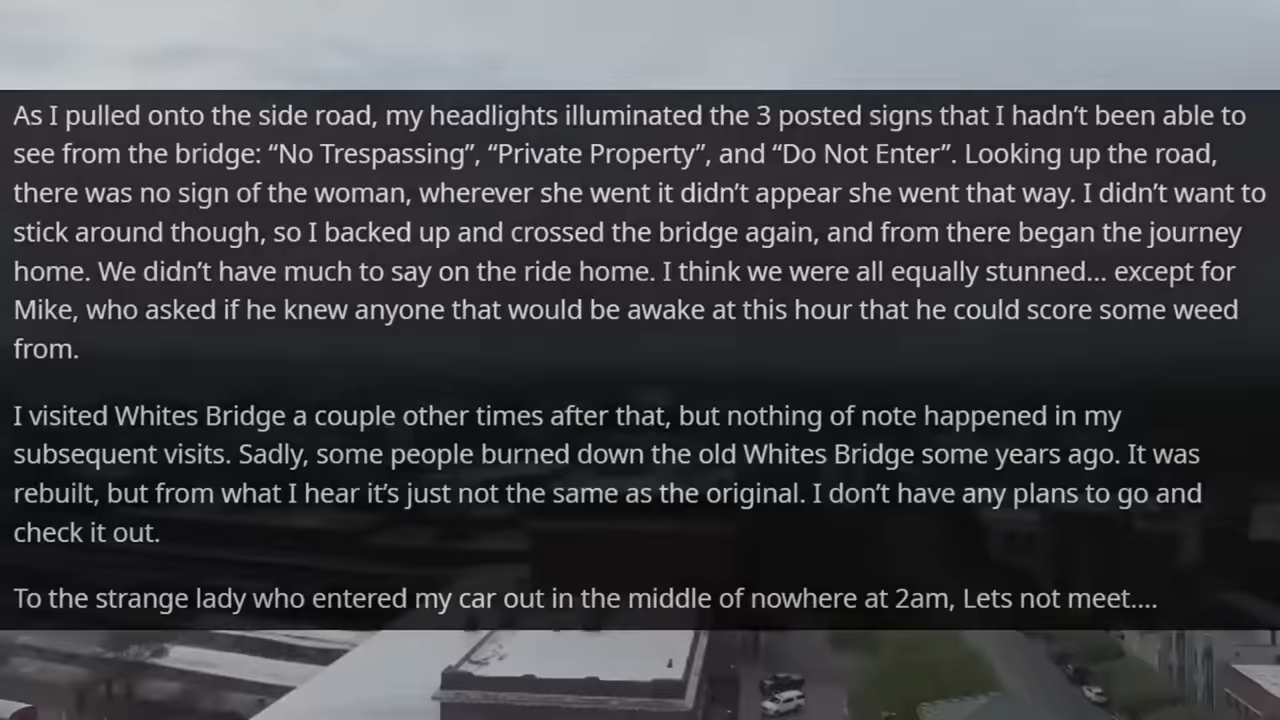 As I pulled onto the side road, my headlights illuminated the 3 posted signs that I hadn’t been able to
see from the bridge: “No Trespassing”, “Private Property”, and “Do Not Enter”. Looking up the road,
there was no sign of the woman, wherever she went it didn’t appear she went that way. I didn’t want to
stick around though, so I backed up and crossed the bridge again, and from there began the journey
home. We didn’t have much to say on the ride home. I think we were all equally stunned... except for
Mike, who asked if he knew anyone that would be awake at this hour that he could score some weed
from.
I visited Whites Bridge a couple other times after that, but nothing of note happened in my
subsequent visits. Sadly, some people burned down the old Whites Bridge some years ago. It was
rebuilt, but from what I hear it’s just not the same as the original. I don’t have any plans to go and
check it out.
To the strange lady who entered my car out in the middle of nowhere at 2am, Lets not meet....